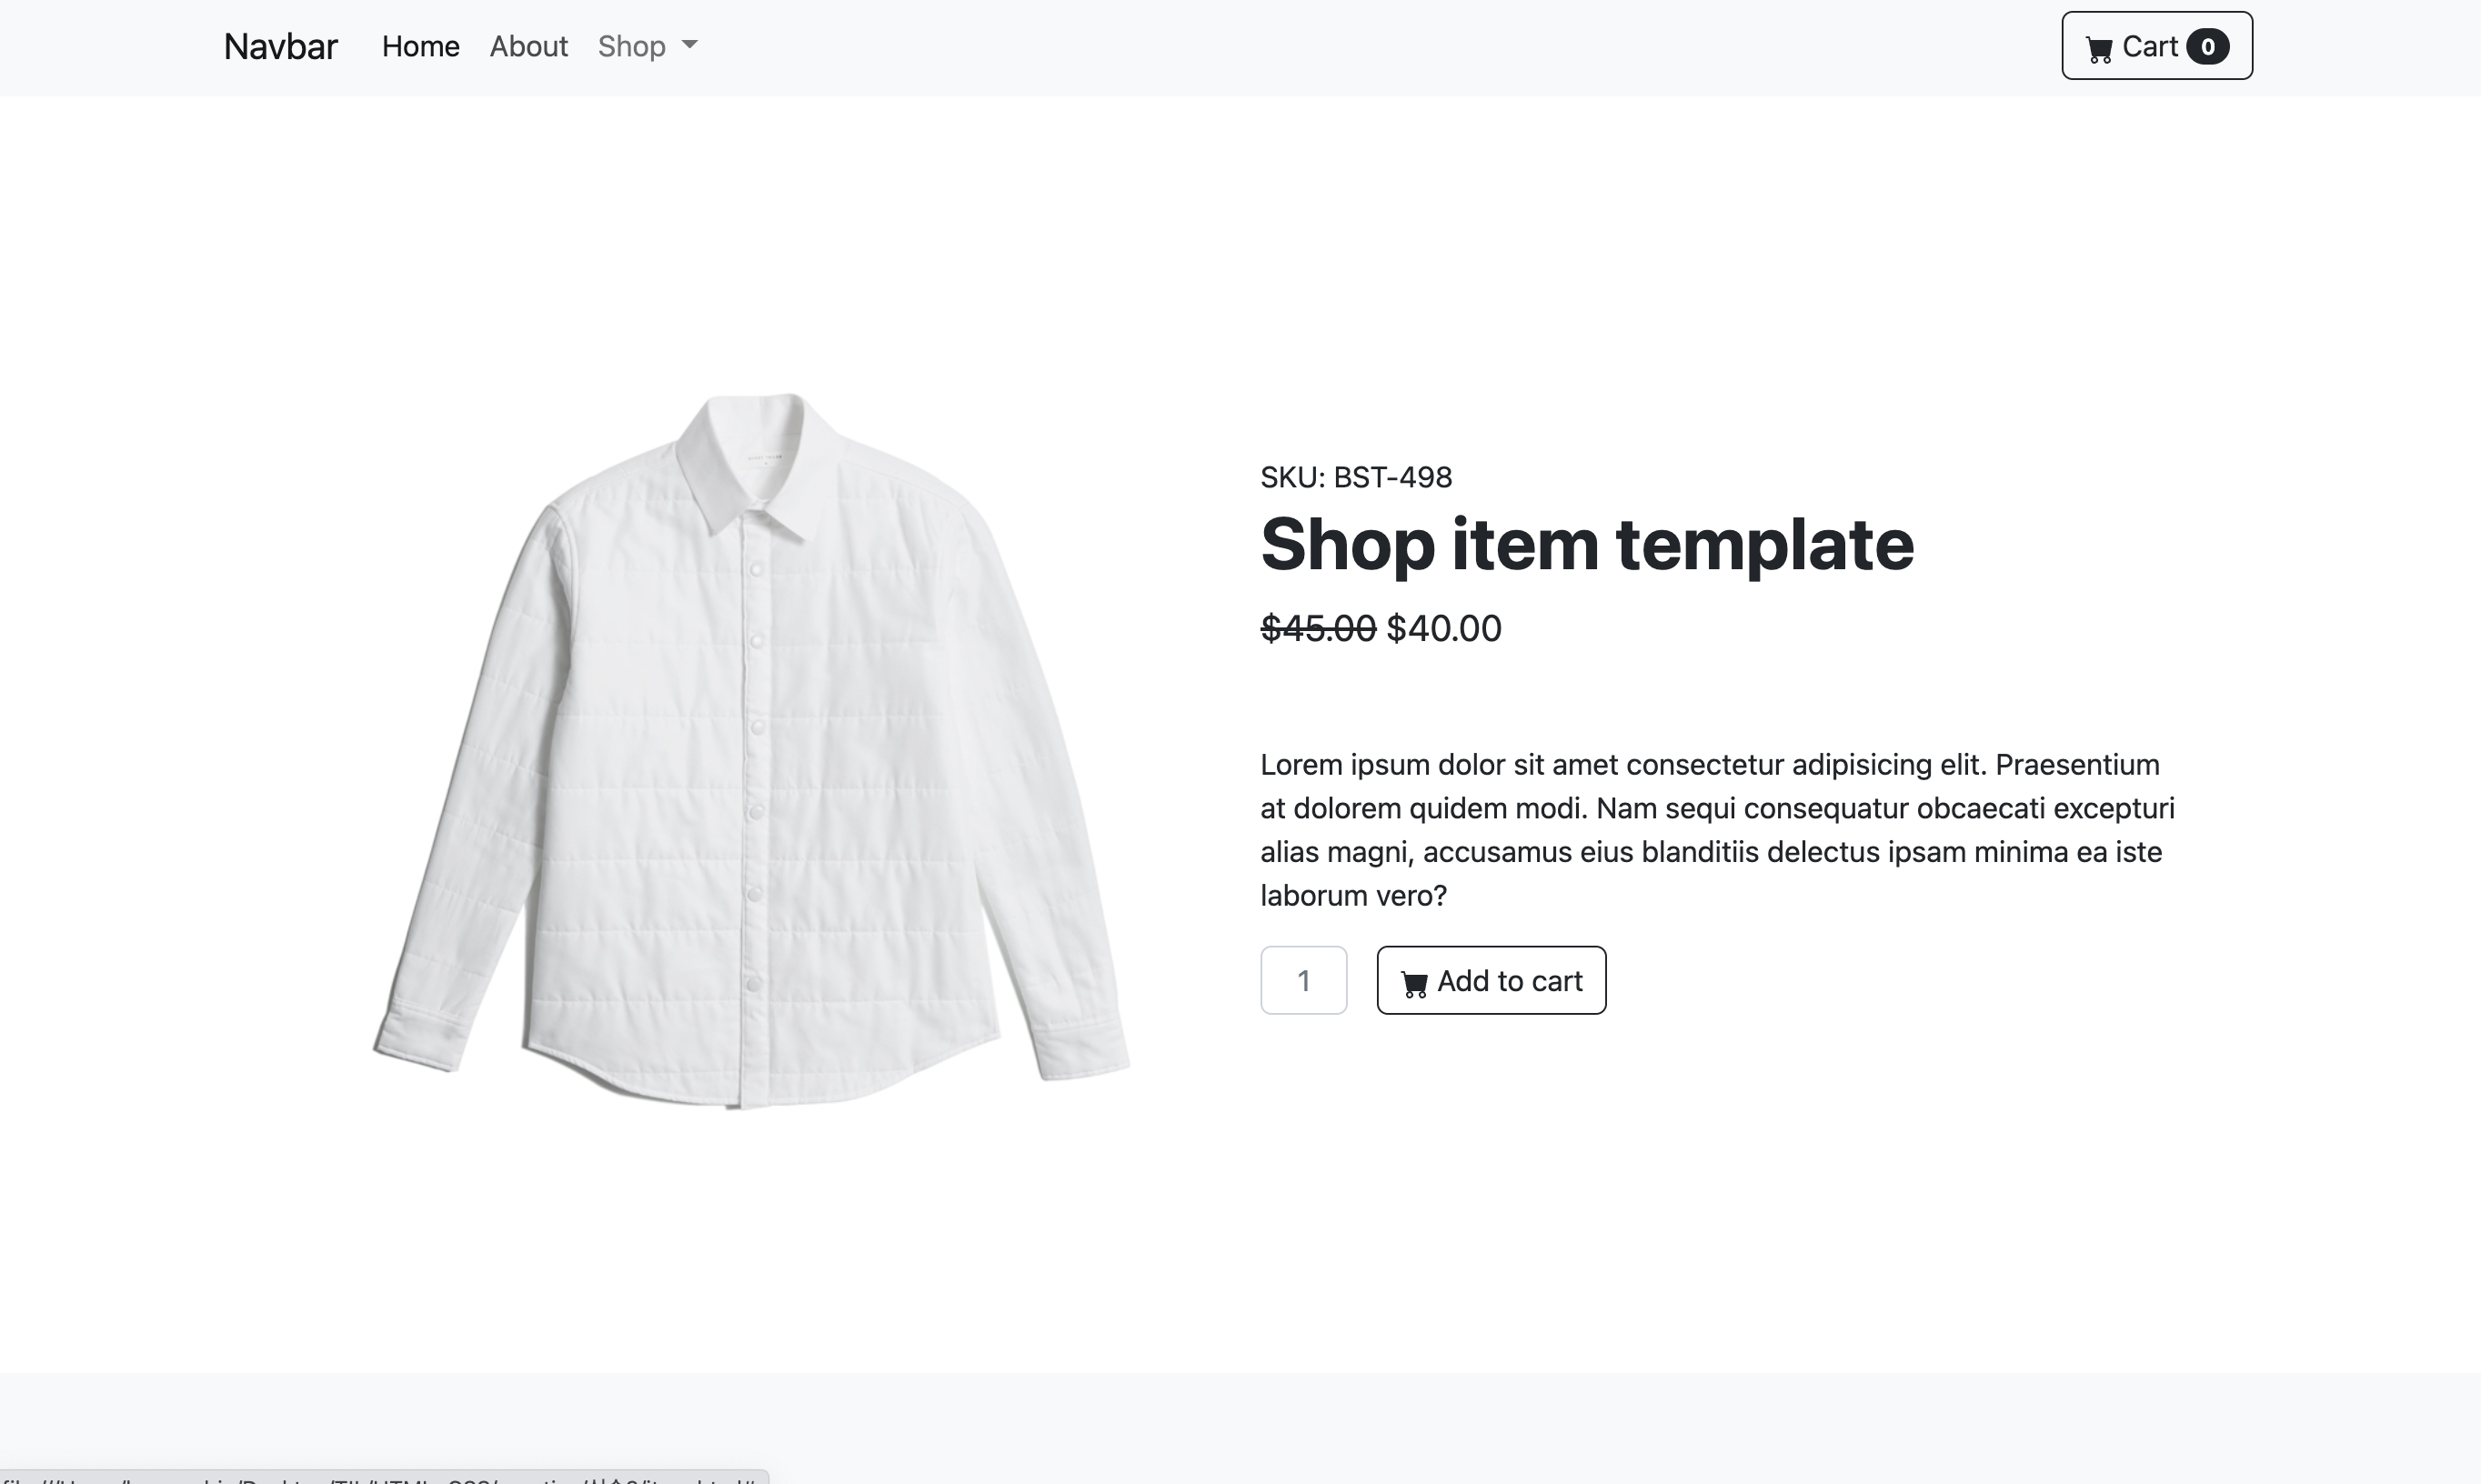 Navbar Home About Shop Cart 0
SKU: BST-498
Shop item template
$45.00 $40.00
Lorem ipsum dolor sit amet consectetur adipisicing elit. Praesentium
at dolorem quidem modi. Nam sequi consequatur obcaecati excepturi
alias magni, accusamus eius blanditiis delectus ipsam minima ea iste
laborum vero?
1 Add to cart